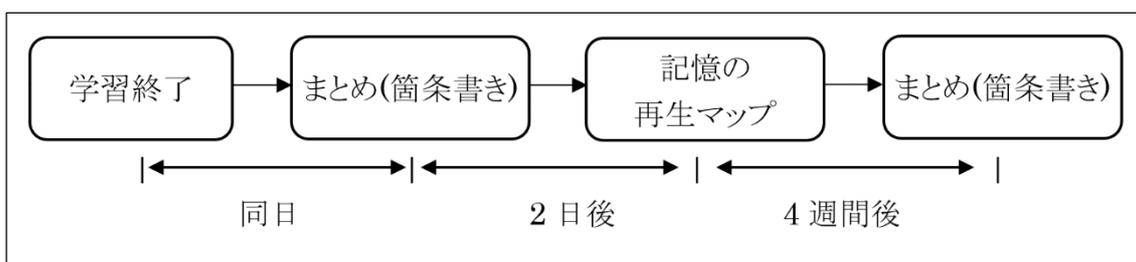 学習終了
まとめ(箇条書き)
記憶の
再生マップ
まとめ(箇条書き)
同日
2 日後
4 週間後